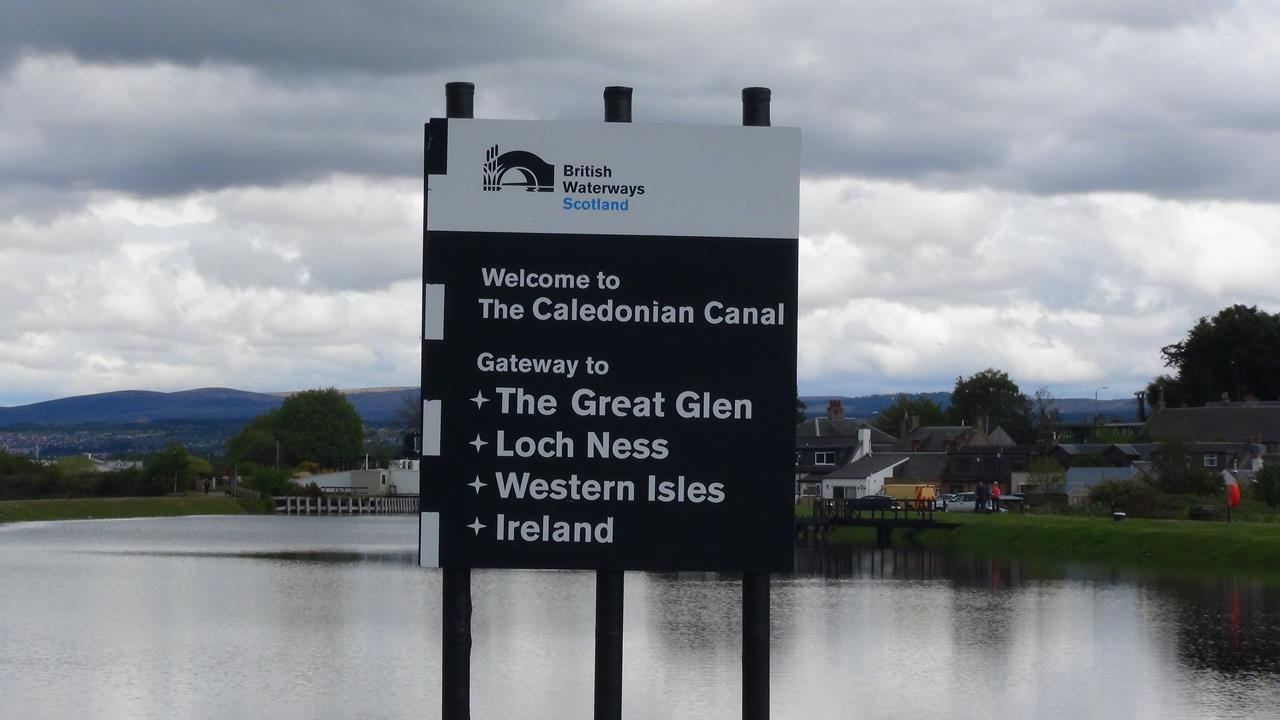 British
Waterways
Scotland
Welcome to
The Caledonian Canal
Gateway to
The Great Glen
Loch Ness
Western Isles
Ireland